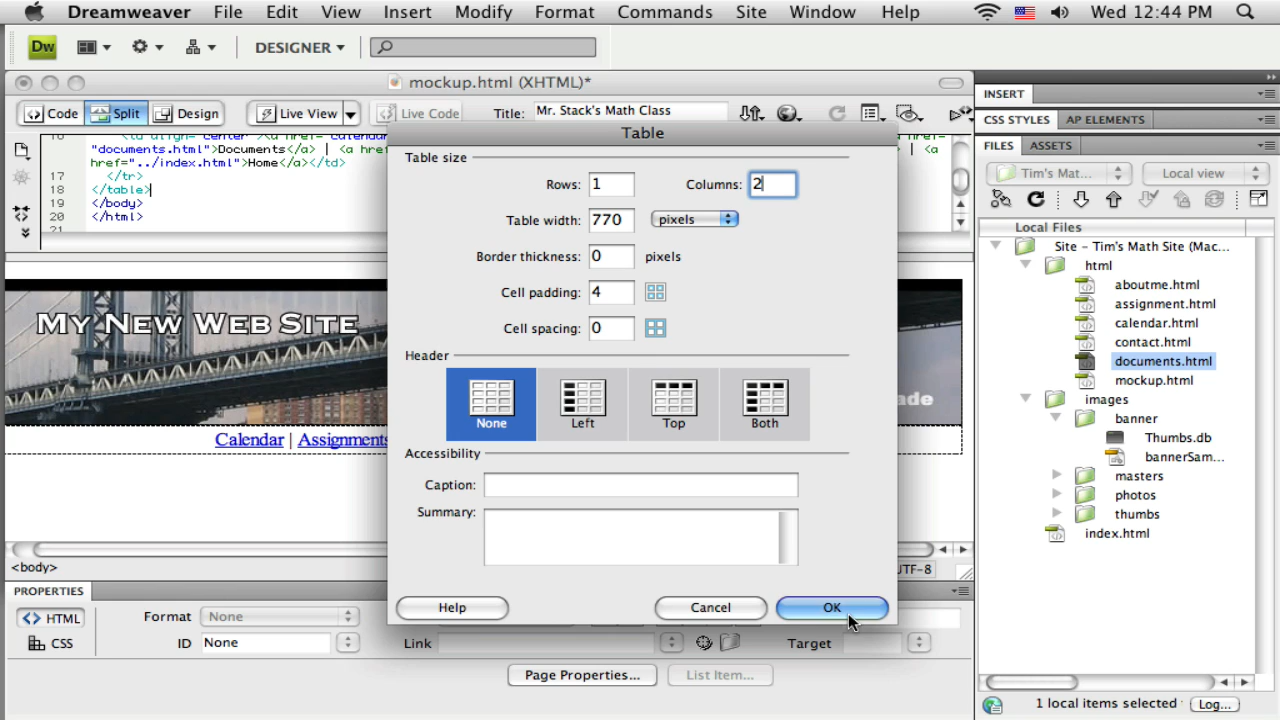 Dreamweaver File Edit View Insert Modify Format Commands Site Window Help Wed 12:44 PM
Dw DESIGNER
mockup.html (XHTML)*
Code Split Design Live View Live Code Title: Mr. Stack's Math Class
INSERT
CSS STYLES AP ELEMENTS
FILES ASSETS
Tim's Mat... Local view
"documents.html">Documents</a> | <a
href="../index.html">Home</a></td>
17 </tr>
18 </table>
19 </body>
20 </html>
21
Table
Table size
Rows: 1 Columns: 2
Table width: 770 pixels
Border thickness: 0 pixels
Cell padding: 4
Cell spacing: 0
Header
None Left Top Both
Accessibility
Caption:
Summary:
Help Cancel OK
My New Web Site
Calendar | Assignments
<body>
UTF-8
Local Files
Site - Tim's Math Site (Mac...
html
aboutme.html
assignment.html
calendar.html
contact.html
documents.html
mockup.html
images
banner
Thumbs.db
bannerSam...
masters
photos
thumbs
index.html
PROPERTIES
<> HTML Format None
CSS ID None Link Target
Page Properties... List Item...
1 local items selected Log...